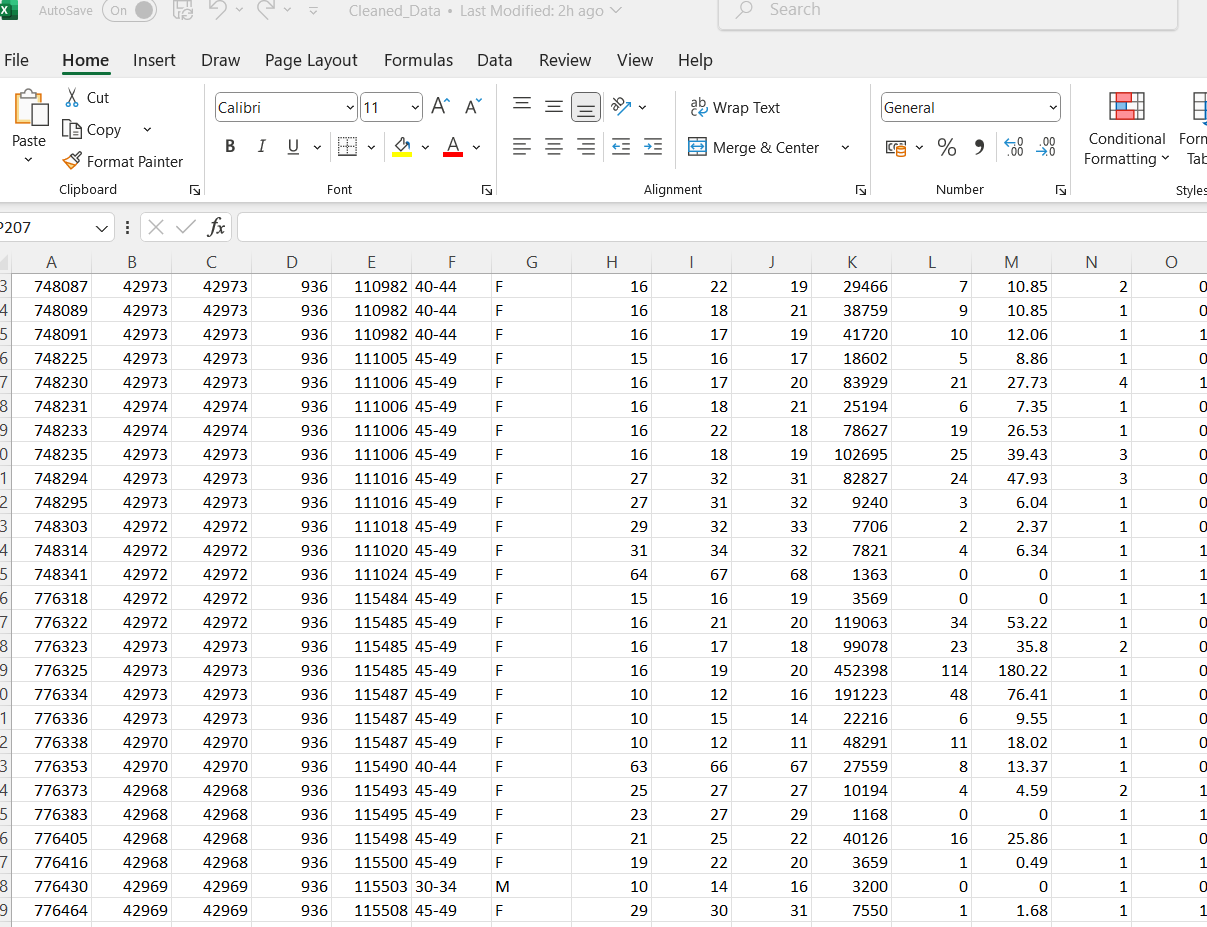 AutoSave On Cleaned_Data • Last Modified: 2h ago Search
File Home Insert Draw Page Layout Formulas Data Review View Help
Cut
Calibri 11 Wrap Text General
Copy
Paste Conditional
B I U A Merge & Center % Formatting
Format Painter
Clipboard Font Alignment Number Styles
P207 fx
A B C D E F G H I J K L M N O
3 748087 42973 42973 936 110982 40-44 F 16 22 19 29466 7 10.85 2 0
4 748089 42973 42973 936 110982 40-44 F 16 18 21 38759 9 10.85 1 0
5 748091 42973 42973 936 110982 40-44 F 16 17 19 41720 10 12.06 1 1
6 748225 42973 42973 936 111005 45-49 F 15 16 17 18602 5 8.86 1 0
7 748230 42973 42973 936 111006 45-49 F 16 17 20 83929 21 27.73 4 1
8 748231 42974 42974 936 111006 45-49 F 16 18 21 25194 6 7.35 1 0
9 748233 42974 42974 936 111006 45-49 F 16 22 18 78627 19 26.53 1 0
0 748235 42973 42973 936 111006 45-49 F 16 18 19 102695 25 39.43 3 0
1 748294 42973 42973 936 111016 45-49 F 27 32 31 82827 24 47.93 3 0
2 748295 42973 42973 936 111016 45-49 F 27 31 32 9240 3 6.04 1 0
3 748303 42972 42972 936 111018 45-49 F 29 32 33 7706 2 2.37 1 0
4 748314 42972 42972 936 111020 45-49 F 31 34 32 7821 4 6.34 1 1
5 748341 42972 42972 936 111024 45-49 F 64 67 68 1363 0 0 1 1
6 776318 42972 42972 936 115484 45-49 F 15 16 19 3569 0 0 1 1
7 776322 42972 42972 936 115485 45-49 F 16 21 20 119063 34 53.22 1 0
8 776323 42973 42973 936 115485 45-49 F 16 17 18 99078 23 35.8 2 0
9 776325 42973 42973 936 115485 45-49 F 16 19 20 452398 114 180.22 1 0
0 776334 42973 42973 936 115487 45-49 F 10 12 16 191223 48 76.41 1 0
1 776336 42973 42973 936 115487 45-49 F 10 15 14 22216 6 9.55 1 0
2 776338 42970 42970 936 115487 45-49 F 10 12 11 48291 11 18.02 1 0
3 776353 42970 42970 936 115490 40-44 F 63 66 67 27559 8 13.37 1 0
4 776373 42968 42968 936 115493 45-49 F 25 27 27 10194 4 4.59 2 1
5 776383 42968 42968 936 115495 45-49 F 23 27 29 1168 0 0 1 1
6 776405 42968 42968 936 115498 45-49 F 21 25 22 40126 16 25.86 1 0
7 776416 42968 42968 936 115500 45-49 F 19 22 20 3659 1 0.49 1 1
8 776430 42969 42969 936 115503 30-34 M 10 14 16 3200 0 0 1 0
9 776464 42969 42969 936 115508 45-49 F 29 30 31 7550 1 1.68 1 1